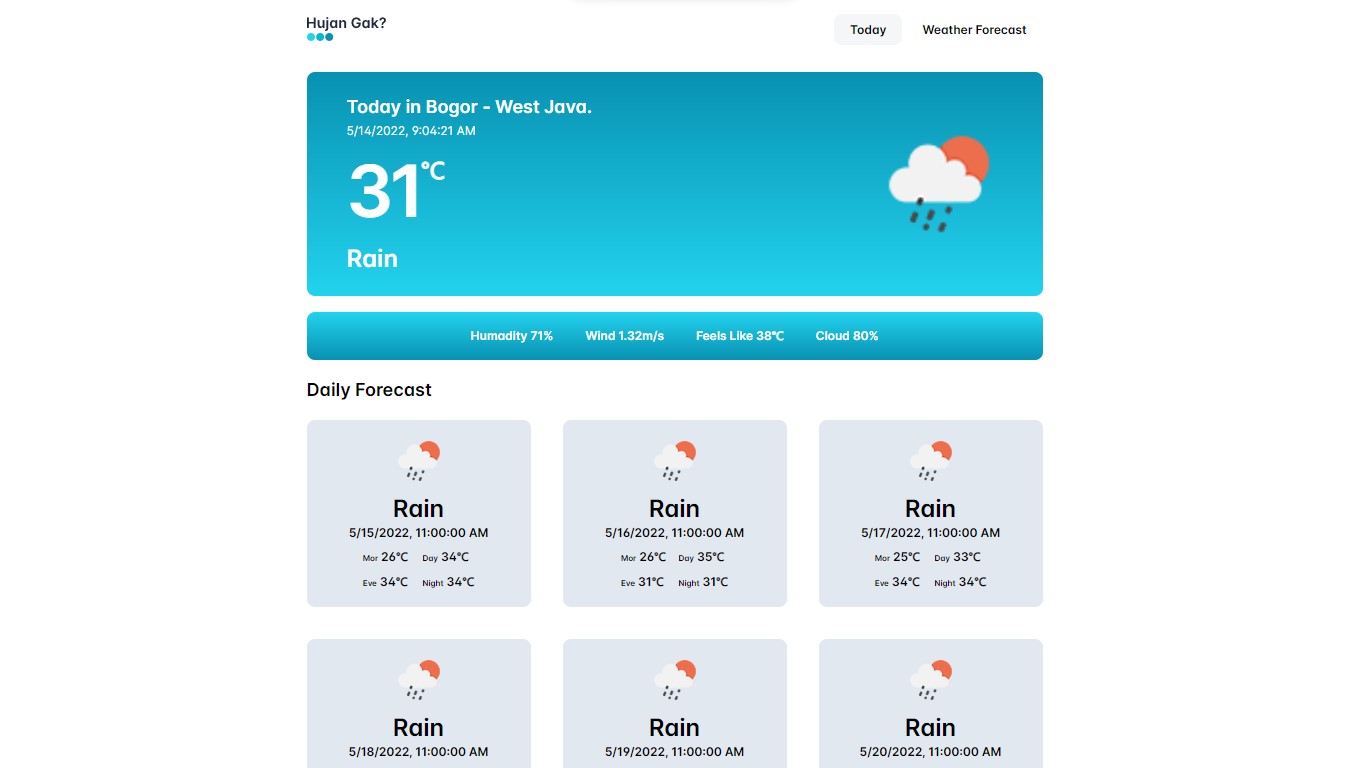 Hujan Gak?
Today
Weather Forecast
Today in Bogor - West Java.
5/14/2022, 9:04:21 AM
31°C
Rain
Humadity 71% Wind 1.32m/s Feels Like 38℃ Cloud 80%
Daily Forecast
Rain
5/15/2022, 11:00:00 AM
Mor 26℃ Day 34℃
Eve 34℃ Night 34℃
Rain
5/16/2022, 11:00:00 AM
Mor 26℃ Day 35℃
Eve 31℃ Night 31℃
Rain
5/17/2022, 11:00:00 AM
Mor 25℃ Day 33℃
Eve 34℃ Night 34℃
Rain
5/18/2022, 11:00:00 AM
Rain
5/19/2022, 11:00:00 AM
Rain
5/20/2022, 11:00:00 AM